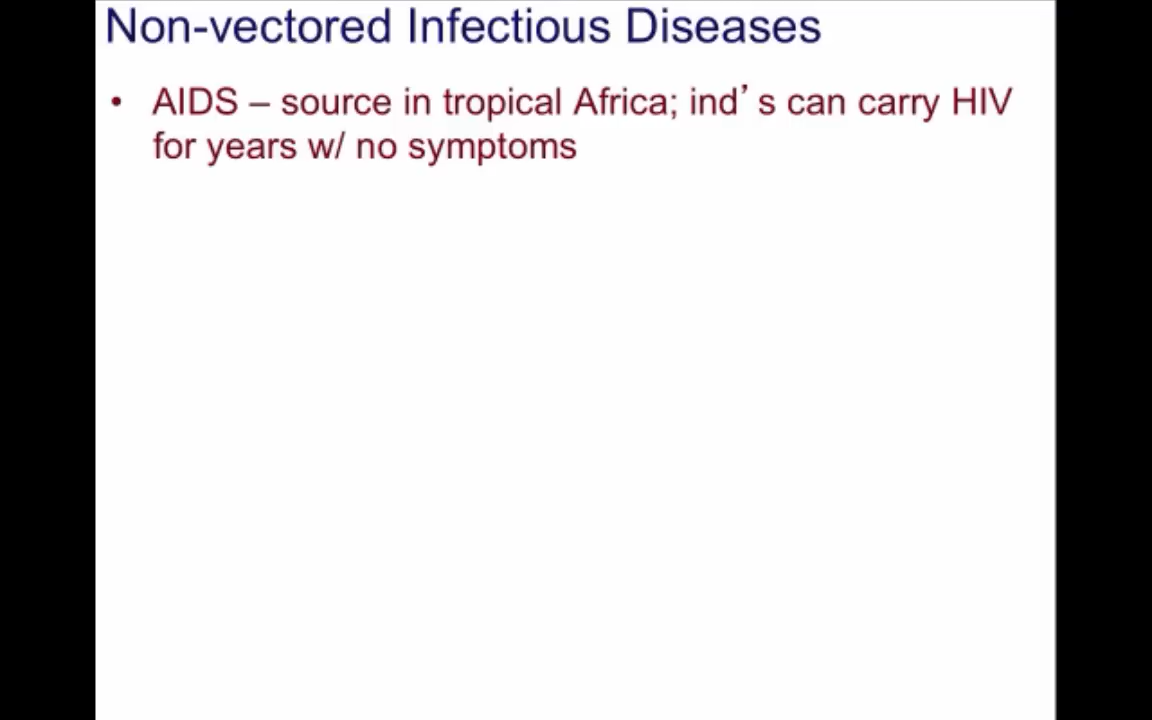 Non-vectored Infectious Diseases
• AIDS – source in tropical Africa; ind’s can carry HIV
for years w/ no symptoms